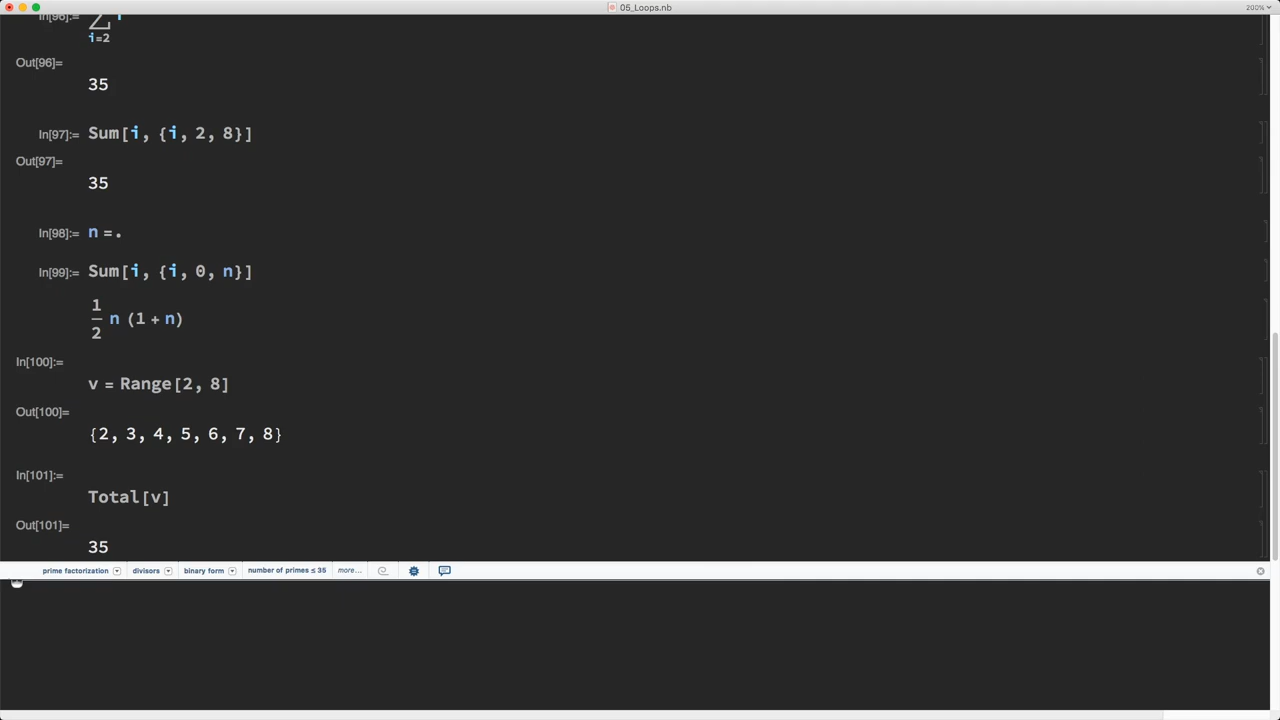 05_Loops.nb
200%
In[96]:=
i=2
Out[96]=
35
In[97]:= Sum[i, {i, 2, 8}]
Out[97]=
35
In[98]:= n =.
In[99]:= Sum[i, {i, 0, n}]
1
2
n (1 + n)
In[100]:=
v = Range[2, 8]
Out[100]=
{2, 3, 4, 5, 6, 7, 8}
In[101]:=
Total[v]
Out[101]=
35
prime factorization divisors binary form number of primes ≤ 35 more...